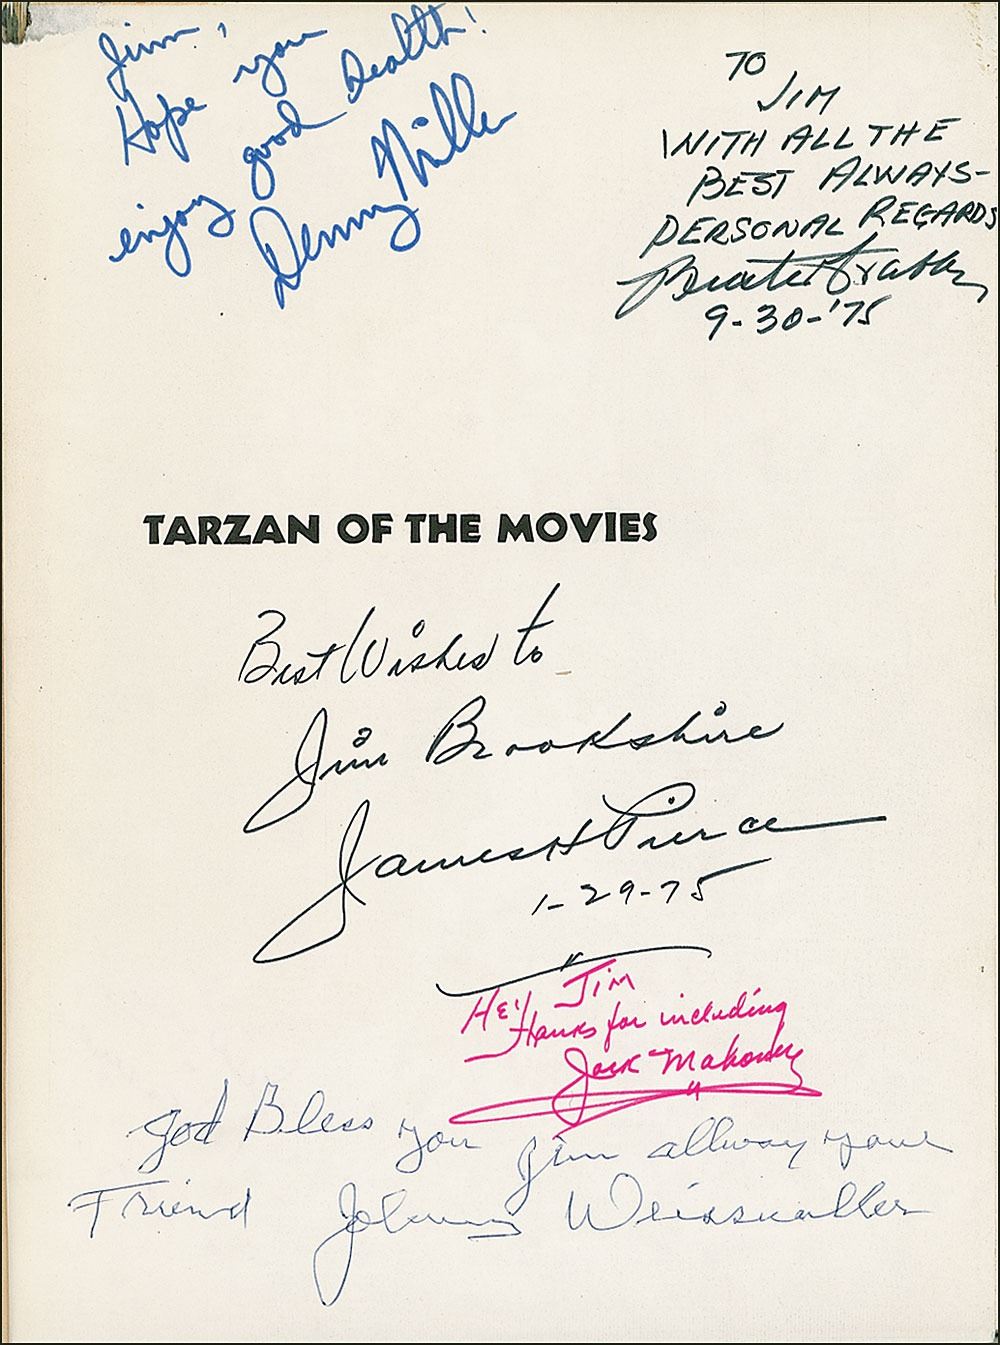 Jim,
Hope you
enjoy good health!
Denny Miller
TO
JIM
WITH ALL THE
BEST ALWAYS-
PERSONAL REGARDS
Buster Crabbe
9-30-'75
TARZAN OF THE MOVIES
Best Wishes to
Jim Brookshire
James H Pierce
1-29-75
HEY JIM
Thanks for including
Jock Mahoney
God Bless you Jim allway your
Friend Johnny Weissmuller